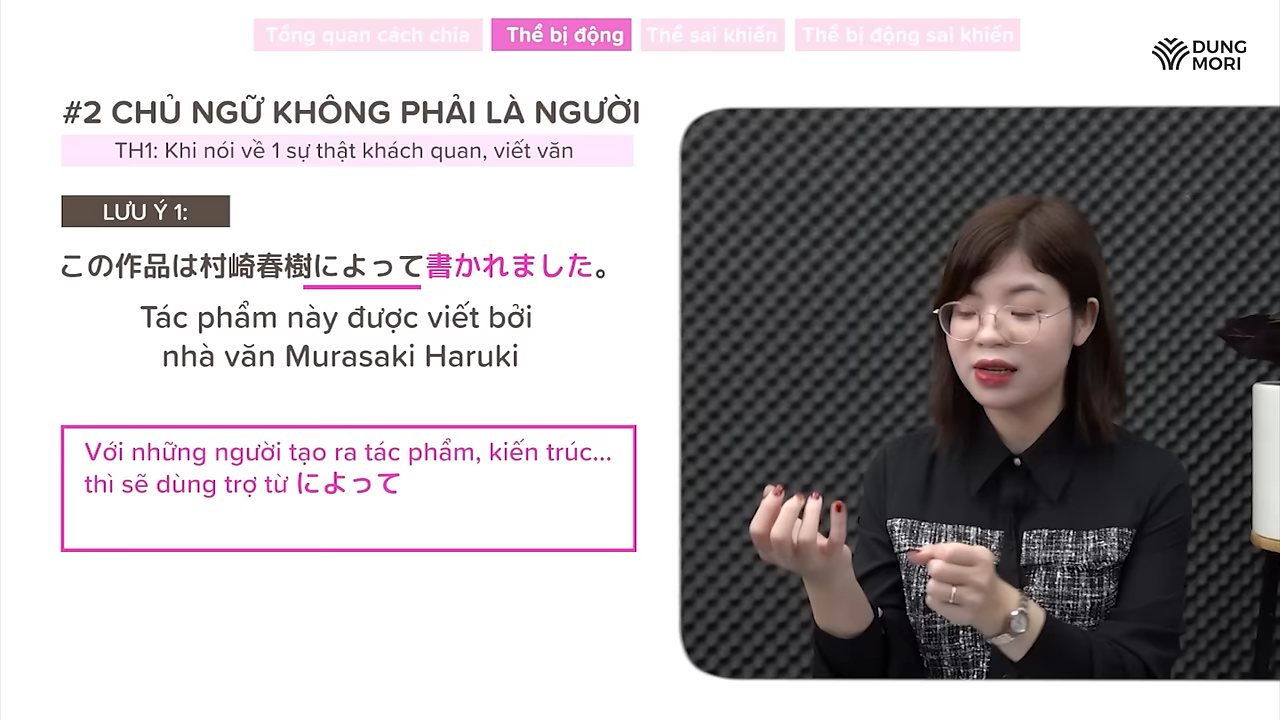 Tổng quan cách chia
Thể bị động
Thể sai khiến
Thể bị động sai khiến
DUNG
MORI
#2 CHỦ NGỮ KHÔNG PHẢI LÀ NGƯỜI
TH1: Khi nói về 1 sự thật khách quan, viết văn
LƯU Ý 1:
この作品は村崎春樹によって書かれました。
Tác phẩm này được viết bởi
nhà văn Murasaki Haruki
Với những người tạo ra tác phẩm, kiến trúc...
thì sẽ dùng trợ từ によって